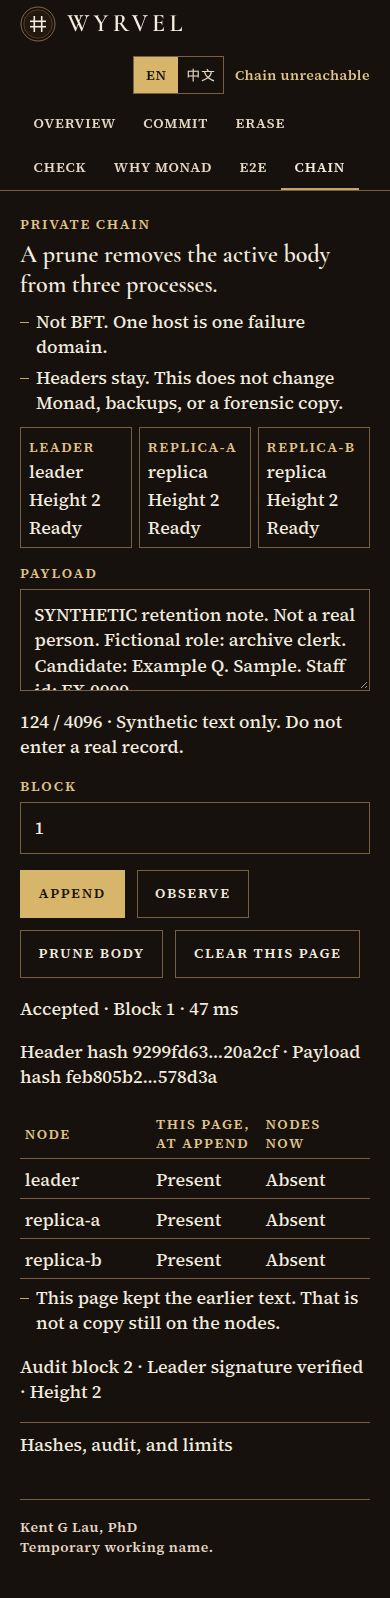 WYRVEL
EN 中文 Chain unreachable
OVERVIEW COMMIT ERASE
CHECK WHY MONAD E2E CHAIN
PRIVATE CHAIN
A prune removes the active body
from three processes.
– Not BFT. One host is one failure
domain.
– Headers stay. This does not change
Monad, backups, or a forensic copy.
LEADER
leader
Height 2
Ready
REPLICA-A
replica
Height 2
Ready
REPLICA-B
replica
Height 2
Ready
PAYLOAD
SYNTHETIC retention note. Not a real
person. Fictional role: archive clerk.
Candidate: Example Q. Sample. Staff
124 / 4096 · Synthetic text only. Do not
enter a real record.
BLOCK
1
APPEND OBSERVE
PRUNE BODY CLEAR THIS PAGE
Accepted · Block 1 · 47 ms
Header hash 9299fd63…20a2cf · Payload
hash feb805b2…578d3a
NODE THIS PAGE, AT APPEND NODES NOW
leader Present Absent
replica-a Present Absent
replica-b Present Absent
– This page kept the earlier text. That is
not a copy still on the nodes.
Audit block 2 · Leader signature verified
· Height 2
Hashes, audit, and limits
Kent G Lau, PhD
Temporary working name.